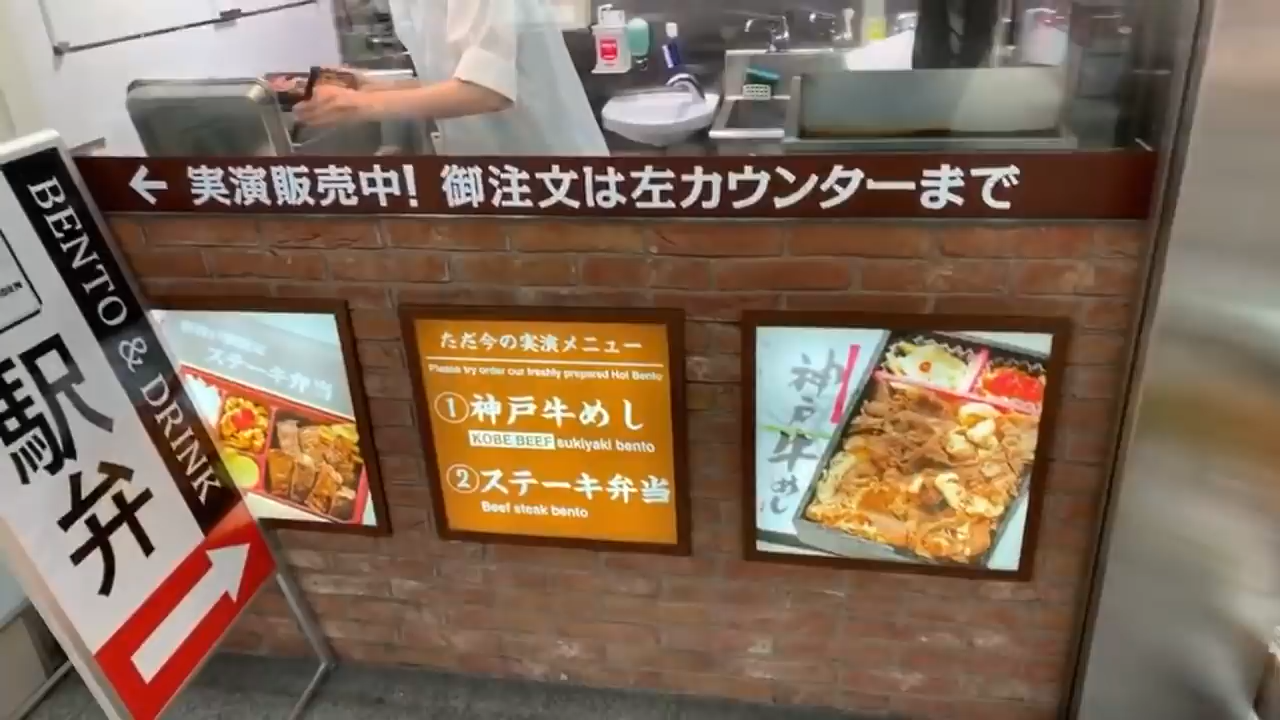 ← 実演販売中! 御注文は左カウンターまで
BENTO & DRINK
駅弁
ステーキ弁当
ただ今の実演メニュー
Please try order our freshly prepared Hot Bento
①神戸牛めし
KOBE BEEF sukiyaki bento
②ステーキ弁当
Beef steak bento
神戸牛めし